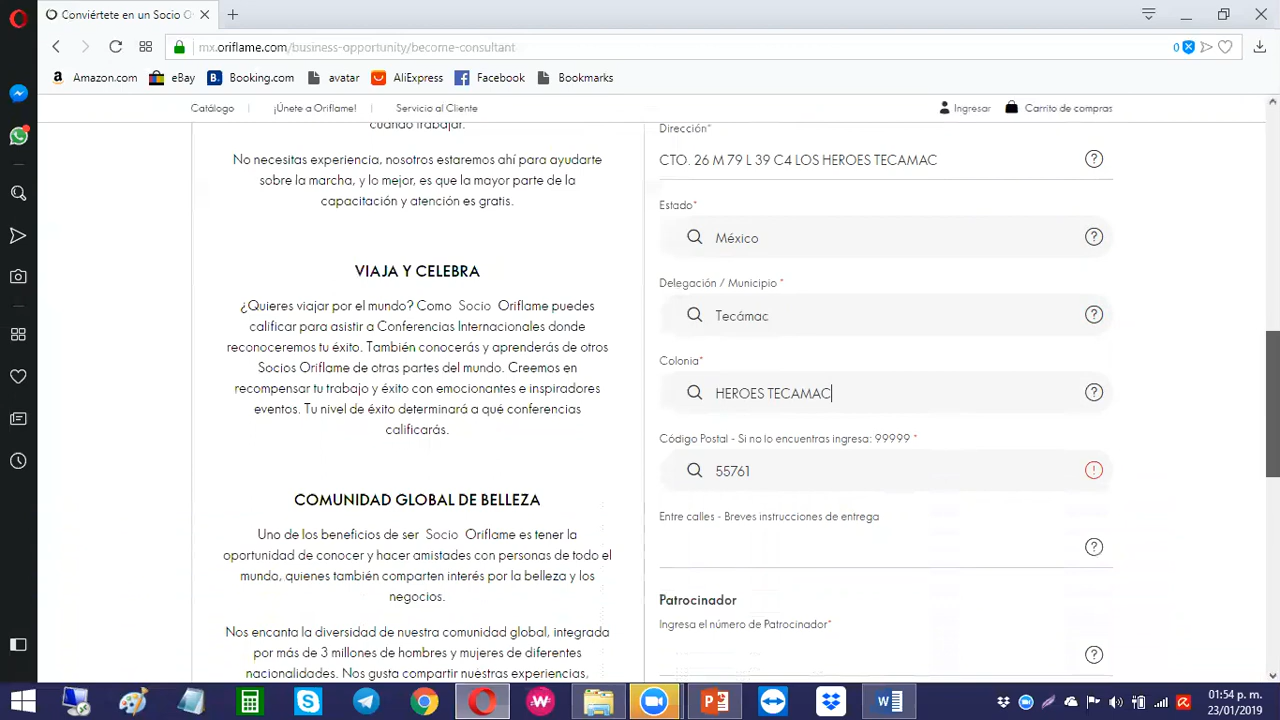 Conviértete en un Socio O
mx.oriflame.com/business-opportunity/become-consultant
0
Amazon.com
eBay
Booking.com
avatar
AliExpress
Facebook
Bookmarks
Catálogo
¡Únete a Oriflame!
Servicio al Cliente
Ingresar
Carrito de compras
cuando trabajar.
No necesitas experiencia, nosotros estaremos ahí para ayudarte
sobre la marcha, y lo mejor, es que la mayor parte de la
capacitación y atención es gratis.
VIAJA Y CELEBRA
¿Quieres viajar por el mundo? Como Socio Oriflame puedes
calificar para asistir a Conferencias Internacionales donde
reconoceremos tu éxito. También conocerás y aprenderás de otros
Socios Oriflame de otras partes del mundo. Creemos en
recompensar tu trabajo y éxito con emocionantes e inspiradores
eventos. Tu nivel de éxito determinará a qué conferencias
calificarás.
COMUNIDAD GLOBAL DE BELLEZA
Uno de los beneficios de ser Socio Oriflame es tener la
oportunidad de conocer y hacer amistades con personas de todo el
mundo, quienes también comparten interés por la belleza y los
negocios.
Nos encanta la diversidad de nuestra comunidad global, integrada
por más de 3 millones de hombres y mujeres de diferentes
nacionalidades. Nos gusta compartir nuestras experiencias,
Dirección*
CTO. 26 M 79 L 39 C4 LOS HEROES TECAMAC
Estado*
México
Delegación / Municipio *
Tecámac
Colonia*
HEROES TECAMAC
Código Postal - Si no lo encuentras ingresa: 99999 *
55761
Entre calles - Breves instrucciones de entrega
Patrocinador
Ingresa el número de Patrocinador*
01:54 p. m.
23/01/2019